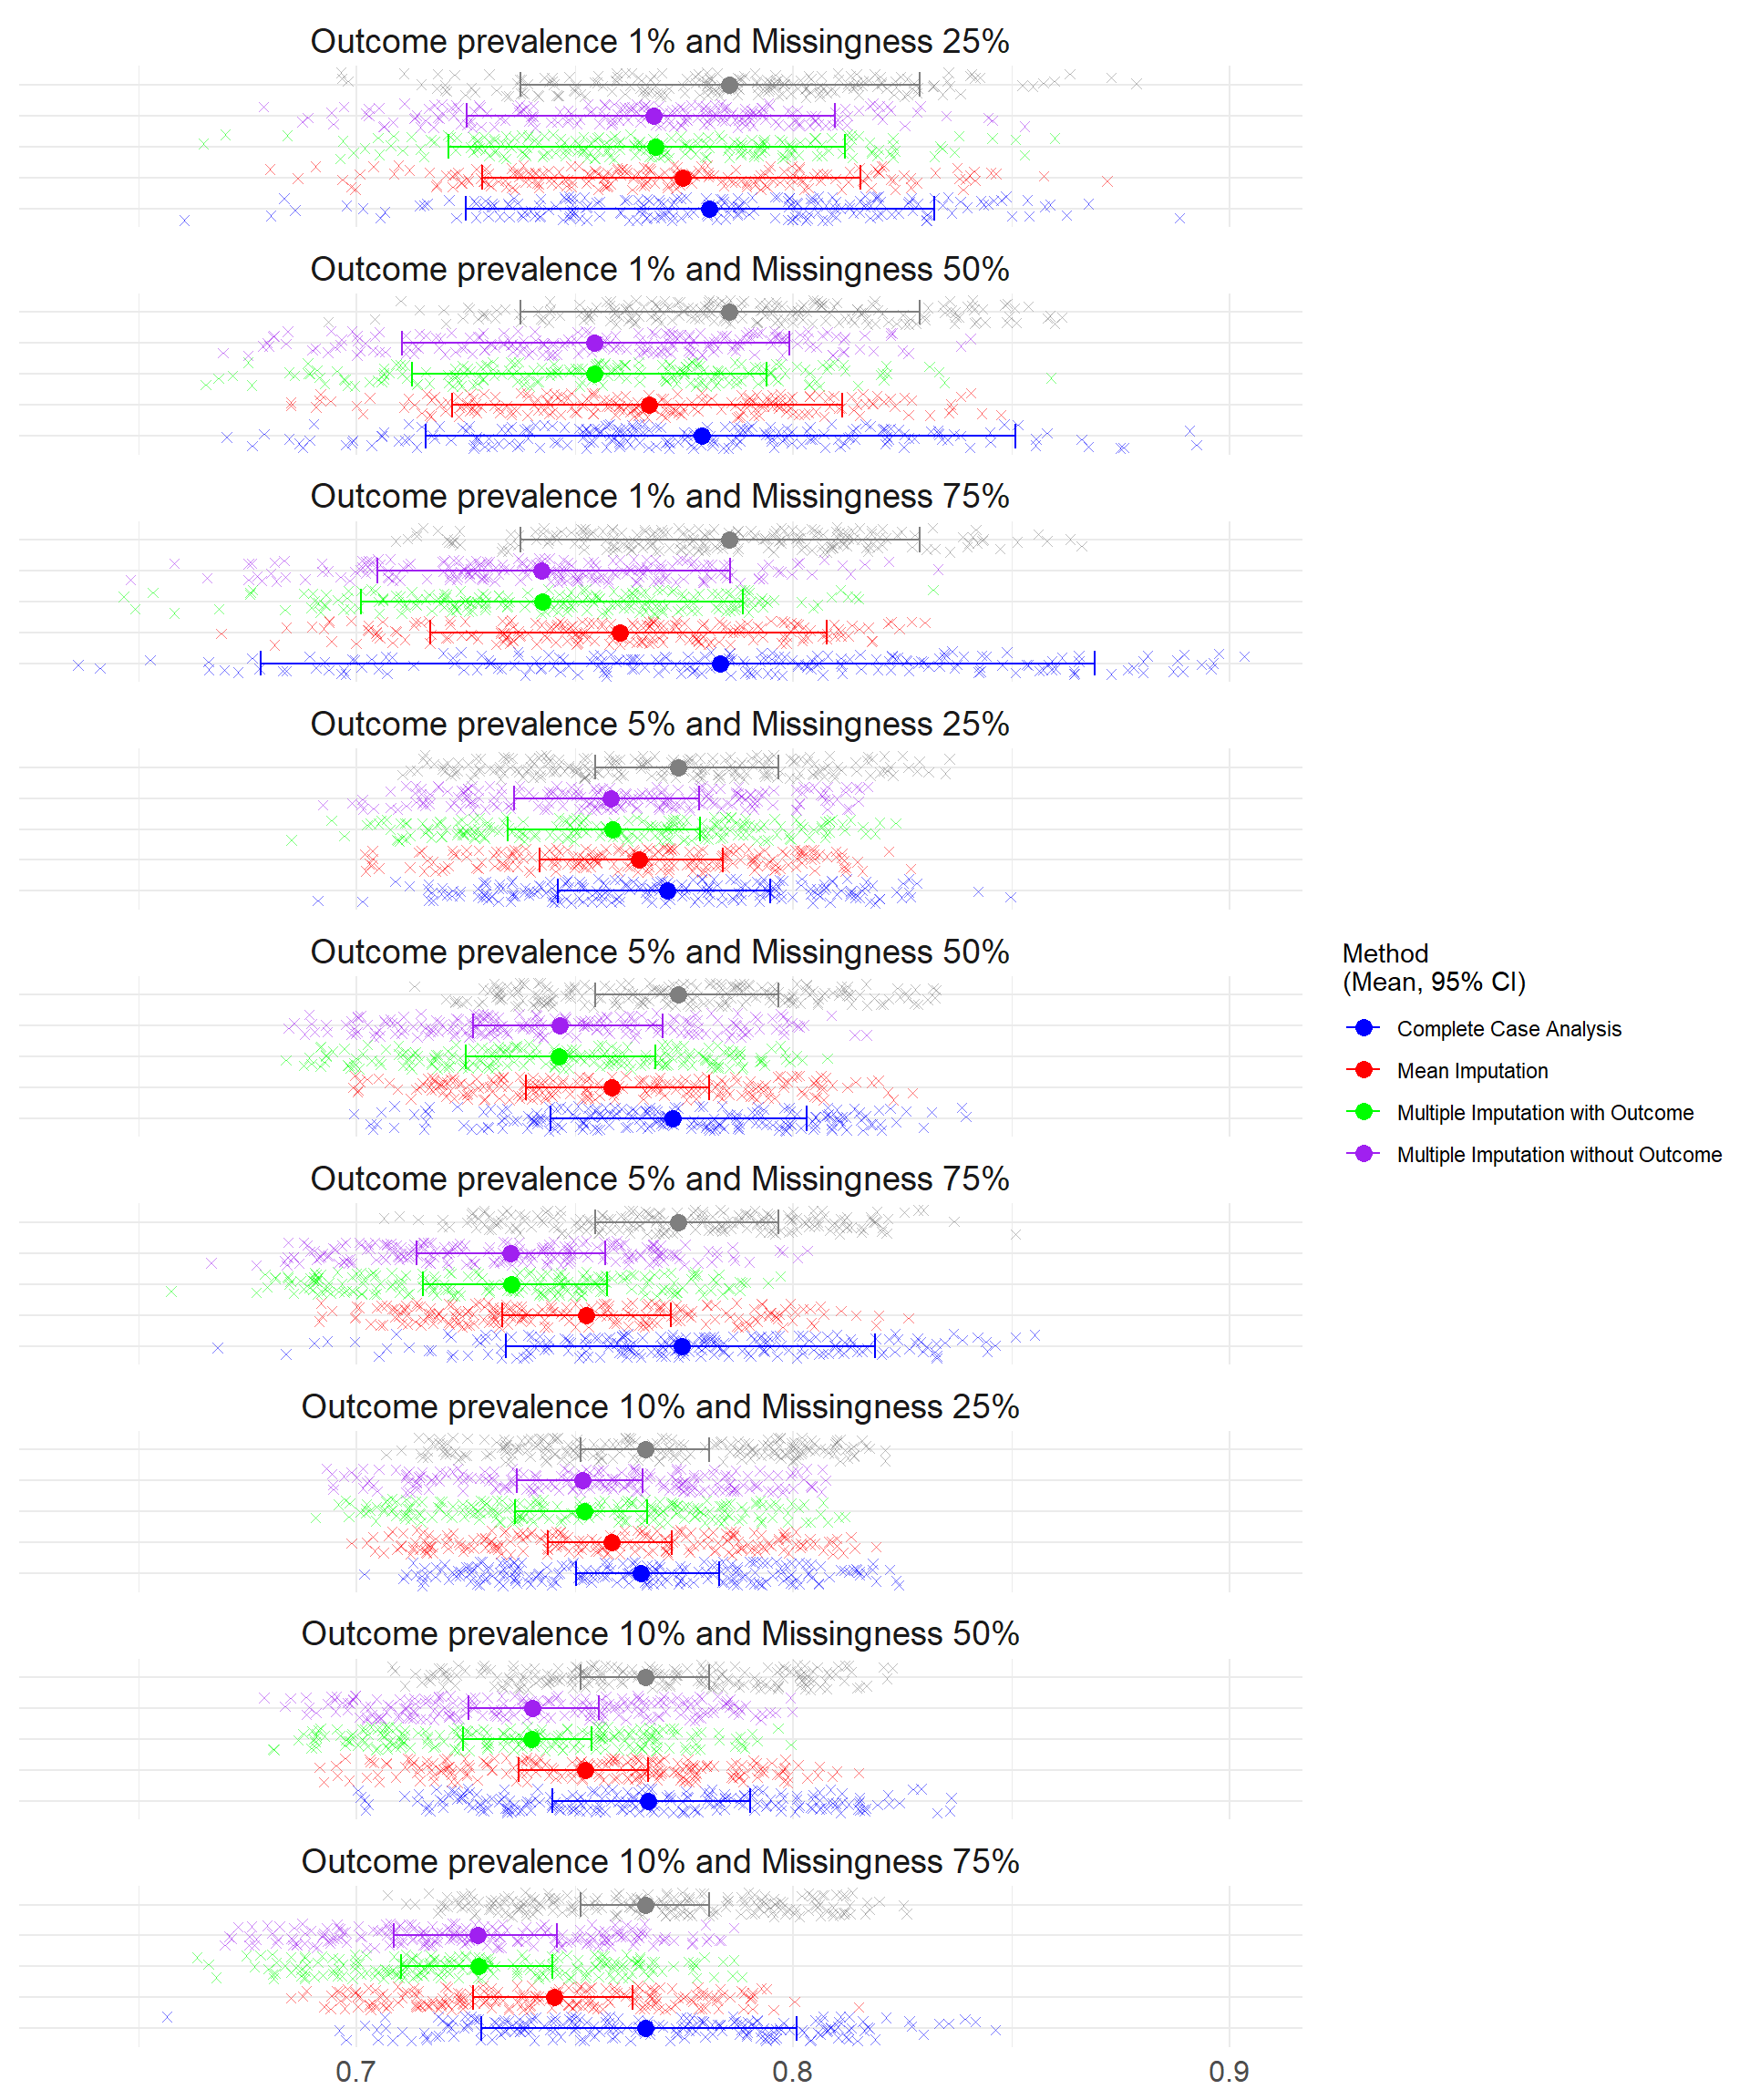 Outcome prevalence 1% and Missingness 25%
Outcome prevalence 1% and Missingness 50%
Outcome prevalence 1% and Missingness 75%
Outcome prevalence 5% and Missingness 25%
Outcome prevalence 5% and Missingness 50%
Outcome prevalence 5% and Missingness 75%
Outcome prevalence 10% and Missingness 25%
Outcome prevalence 10% and Missingness 50%
Outcome prevalence 10% and Missingness 75%
0.7 0.8 0.9
Method
(Mean, 95% CI)
Complete Case Analysis
Mean Imputation
Multiple Imputation with Outcome
Multiple Imputation without Outcome